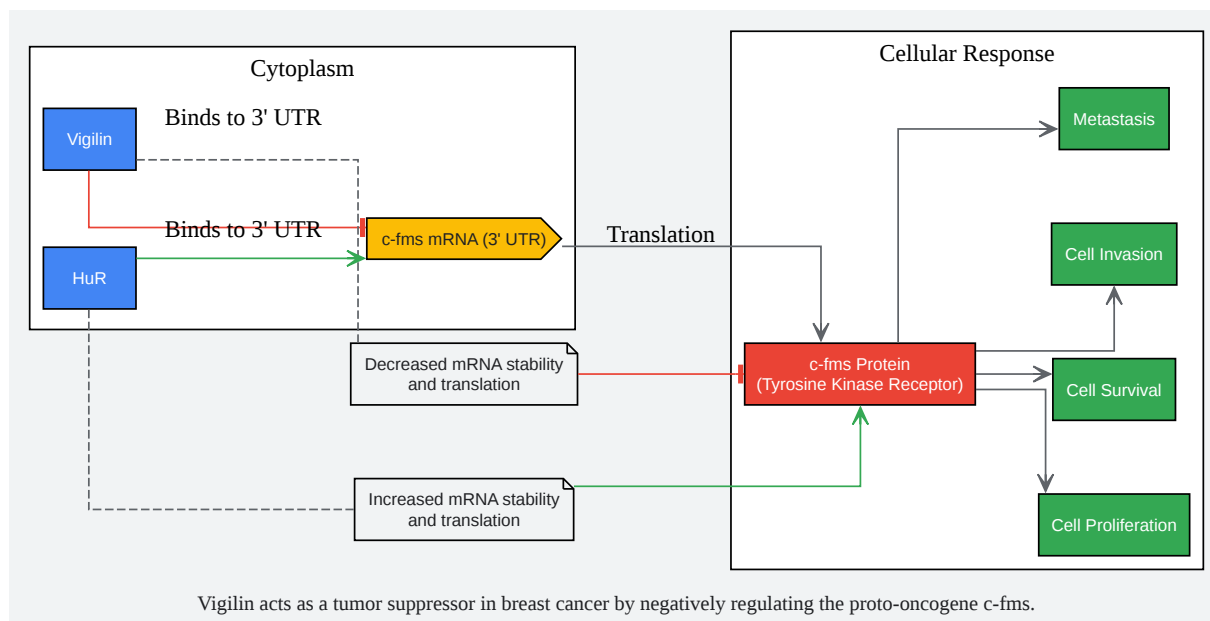 Cytoplasm
Cellular Response
Vigilin
Binds to 3' UTR
Metastasis
Binds to 3' UTR
c-fms mRNA (3' UTR)
Translation
HuR
Cell Invasion
Decreased mRNA stability
and translation
c-fms Protein
(Tyrosine Kinase Receptor)
Cell Survival
Increased mRNA stability
and translation
Cell Proliferation
Vigilin acts as a tumor suppressor in breast cancer by negatively regulating the proto-oncogene c-fms.